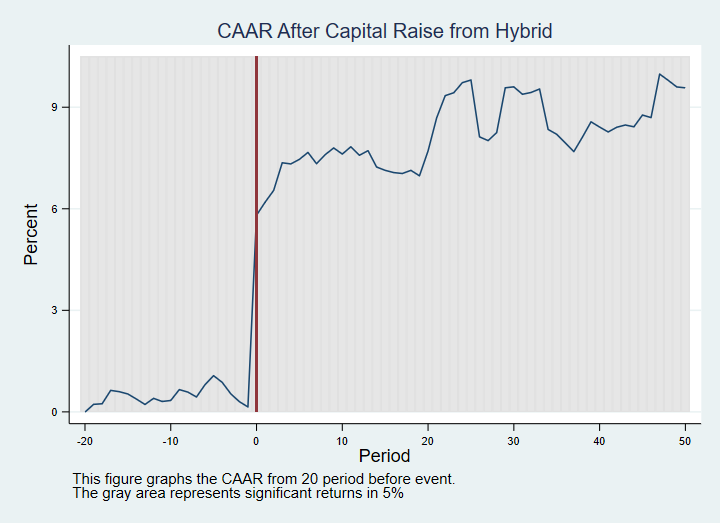 CAAR After Capital Raise from Hybrid
Percent
9
6
3
0
-20 -10 0 10 20 30 40 50
Period
This figure graphs the CAAR from 20 period before event.
The gray area represents significant returns in 5%